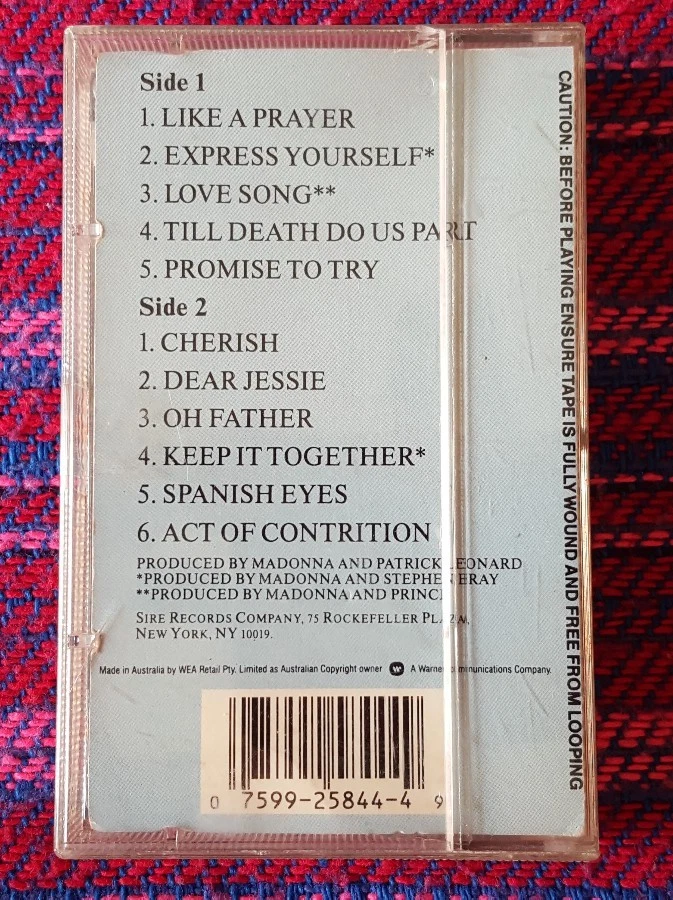 Side 1
1. LIKE A PRAYER
2. EXPRESS YOURSELF*
3. LOVE SONG**
4. TILL DEATH DO US PART
5. PROMISE TO TRY
Side 2
1. CHERISH
2. DEAR JESSIE
3. OH FATHER
4. KEEP IT TOGETHER*
5. SPANISH EYES
6. ACT OF CONTRITION
PRODUCED BY MADONNA AND PATRICK LEONARD
*PRODUCED BY MADONNA AND STEPHEN BRAY
**PRODUCED BY MADONNA AND PRINCE
SIRE RECORDS COMPANY, 75 ROCKEFELLER PLAZA,
NEW YORK, NY 10019.
Made in Australia by WEA Retail Pty. Limited as Australian Copyright owner W A Warner Communications Company.
0 7599-25844-4 9
CAUTION: BEFORE PLAYING ENSURE TAPE IS FULLY WOUND AND FREE FROM LOOPING